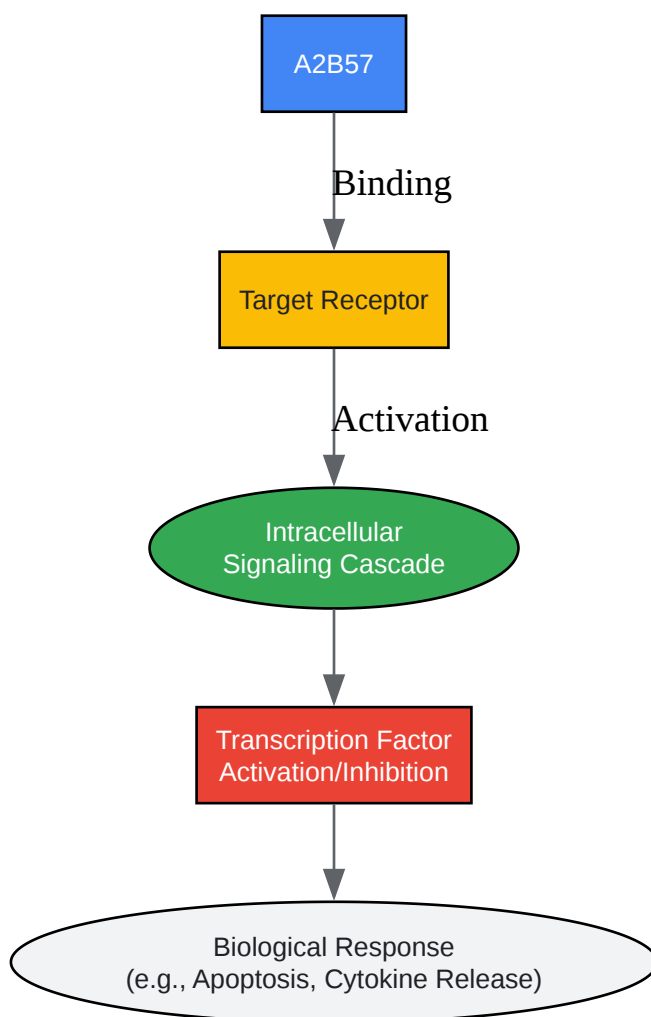 A2B57
Binding
Target Receptor
Activation
Intracellular
Signaling Cascade
Transcription Factor
Activation/Inhibition
Biological Response
(e.g., Apoptosis, Cytokine Release)